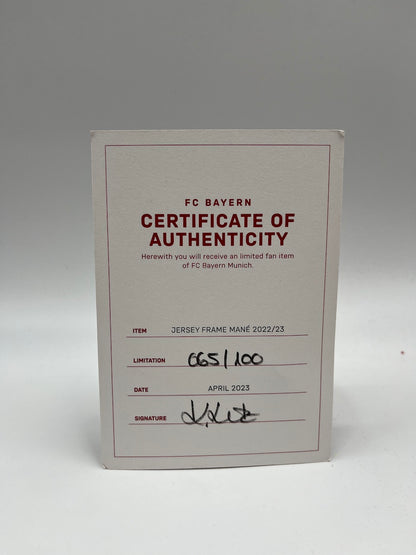 FC BAYERN
CERTIFICATE OF
AUTHENTICITY
Herewith you will receive an limited fan item
of FC Bayern Munich.
ITEM JERSEY FRAME MANÉ 2022/23
LIMITATION 065/100
DATE APRIL 2023
SIGNATURE